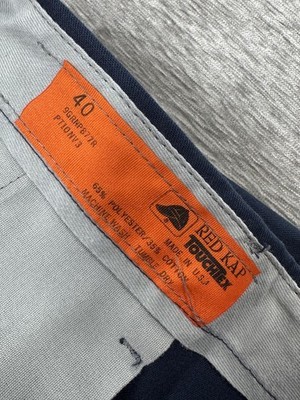 40
PT10NV3
RED KAP
TOUCHTEX
MADE IN U.S.A
65% POLYESTER/35% COTTON
MACHINE WASH, TUMBLE DRY